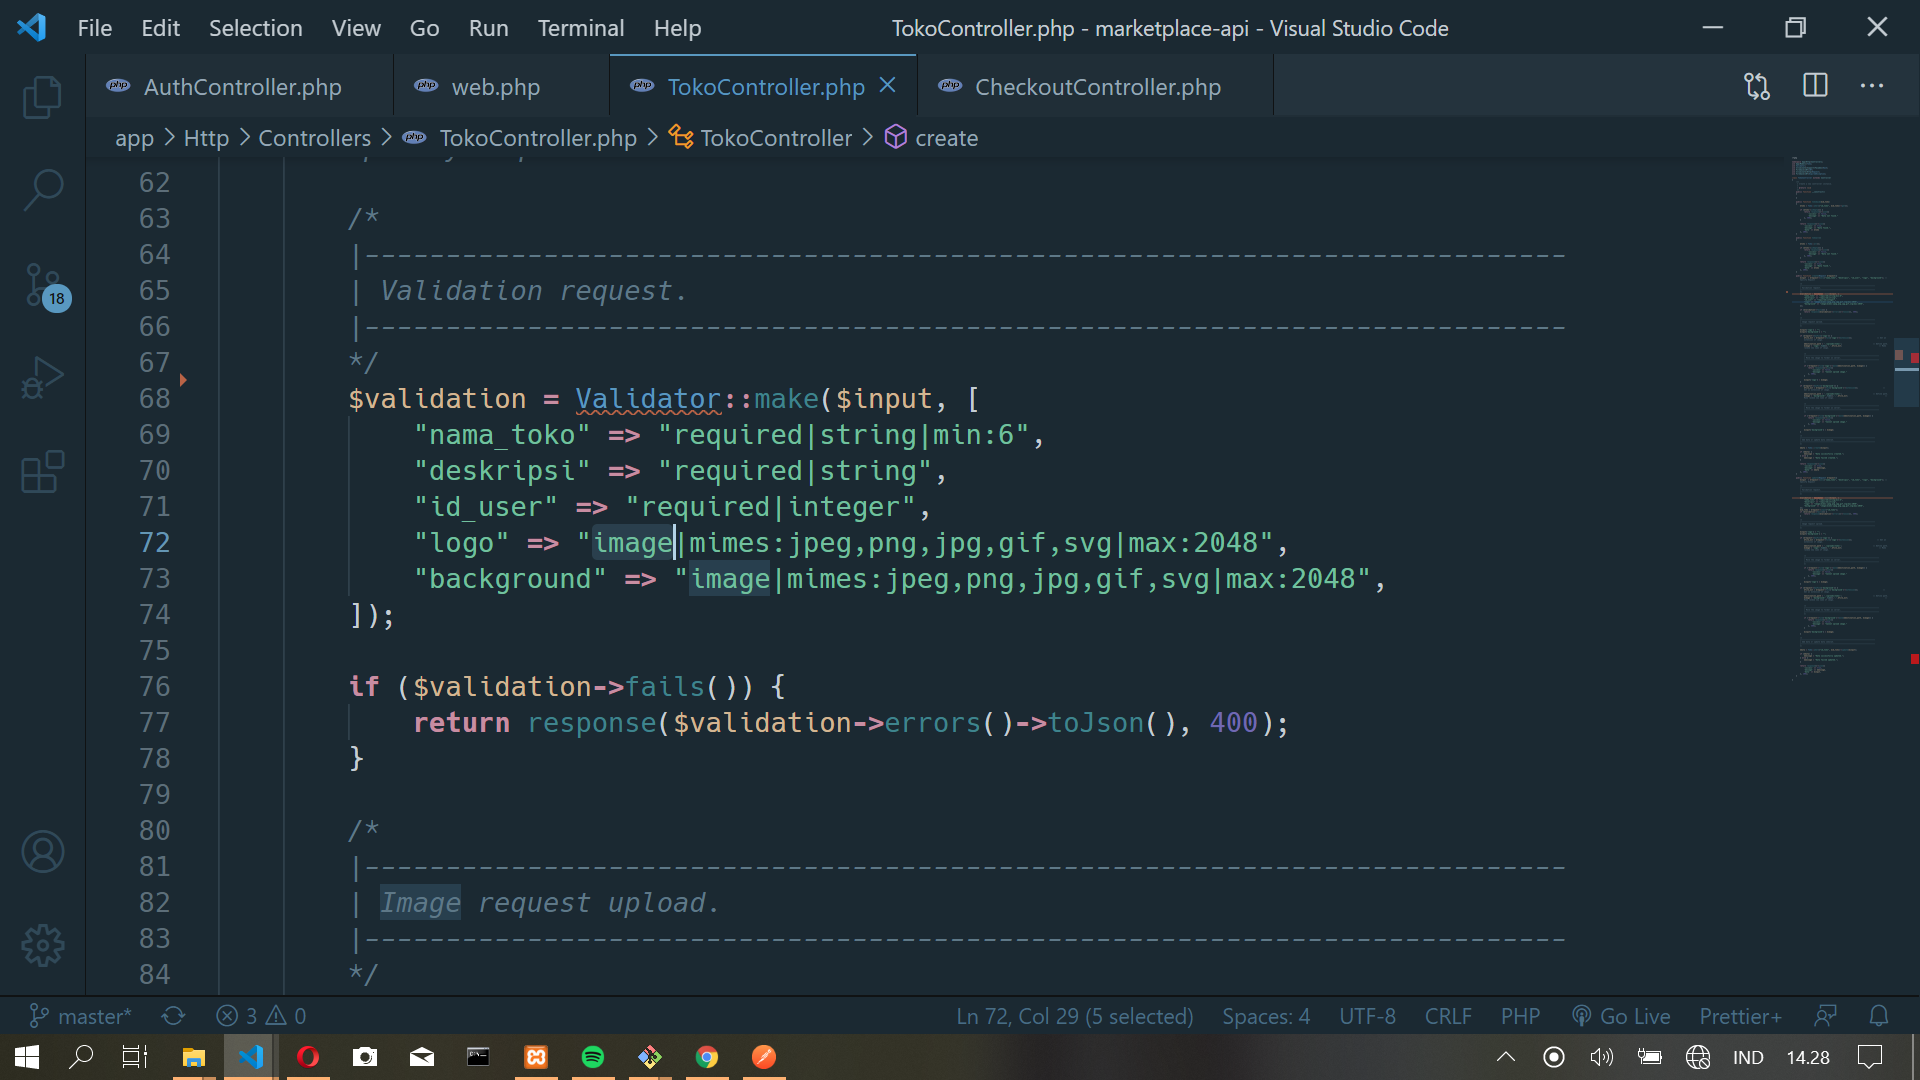 File Edit Selection View Go Run Terminal Help TokoController.php - marketplace-api - Visual Studio Code
php AuthController.php php web.php php TokoController.php php CheckoutController.php
app > Http > Controllers > php TokoController.php > TokoController > create
62
63 /*
64 |--------------------------------------------------------------------------
65 | Validation request.
66 |--------------------------------------------------------------------------
67 */
68 $validation = Validator::make($input, [
69 "nama_toko" => "required|string|min:6",
70 "deskripsi" => "required|string",
71 "id_user" => "required|integer",
72 "logo" => "image|mimes:jpeg,png,jpg,gif,svg|max:2048",
73 "background" => "image|mimes:jpeg,png,jpg,gif,svg|max:2048",
74 ]);
75
76 if ($validation->fails()) {
77 return response($validation->errors()->toJson(), 400);
78 }
79
80 /*
81 |--------------------------------------------------------------------------
82 | Image request upload.
83 |--------------------------------------------------------------------------
84 */
18
master* 3 0 Ln 72, Col 29 (5 selected) Spaces: 4 UTF-8 CRLF PHP Go Live Prettier+
IND 14.28